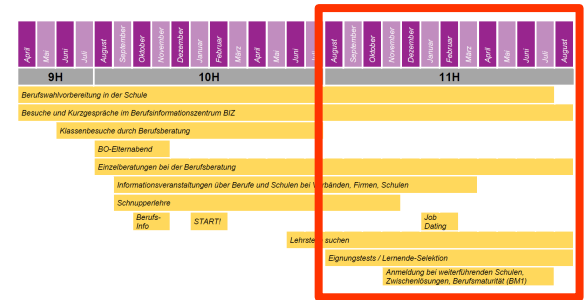 April Mai Juni Juli August September Oktober November Dezember Januar Februar März April Mai Juni Juli August September Oktober November Dezember Januar Februar März April Mai Juni Juli August
9H 10H 11H
Berufswahlvorbereitung in der Schule
Besuche und Kurzgespräche im Berufsinformationszentrum BIZ
Klassenbesuche durch Berufsberatung
BO-Elternabend
Einzelberatungen bei der Berufsberatung
Informationsveranstaltungen über Berufe und Schulen bei Verbänden, Firmen, Schulen
Schnupperlehre
Berufs-
Info
START!
Job
Dating
Lehrstelle suchen
Eignungstests / Lernende-Selektion
Anmeldung bei weiterführenden Schulen,
Zwischenlösungen, Berufsmaturität (BM1)